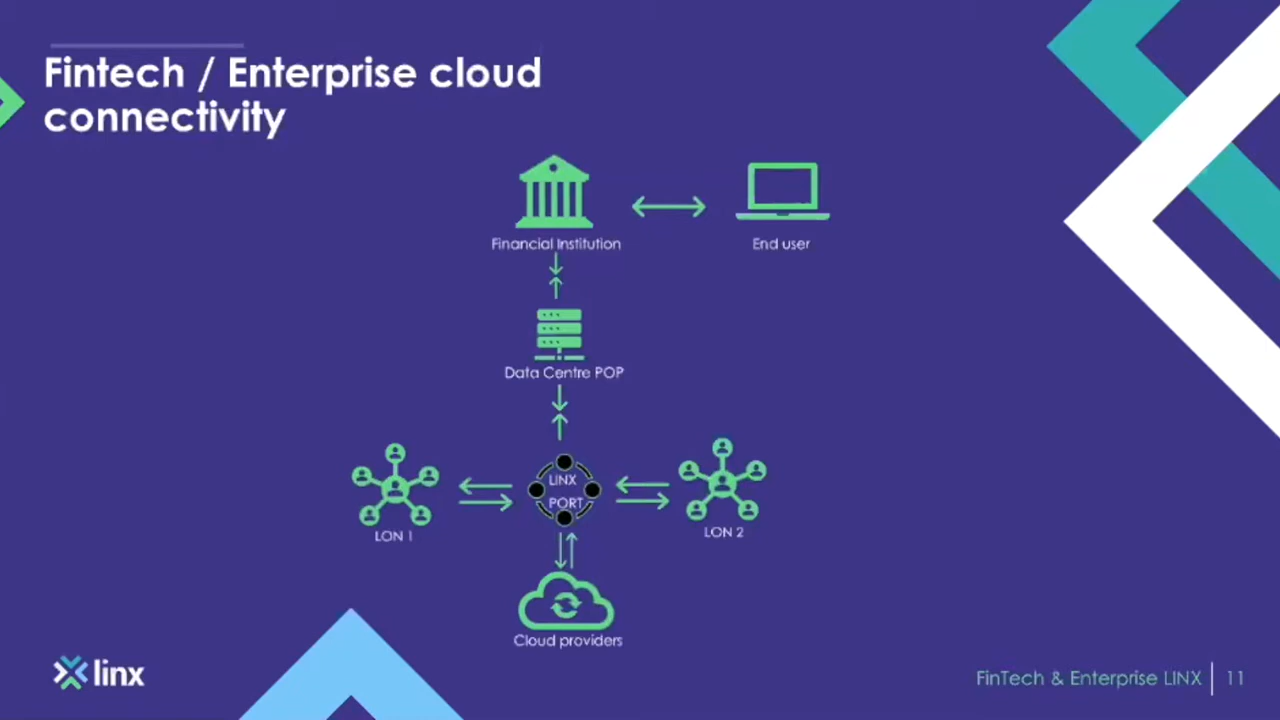 Fintech / Enterprise cloud
connectivity
Financial Institution
End user
Data Centre POP
LINX
PORT
LON 1
LON 2
Cloud providers
linx
FinTech & Enterprise LINX
11